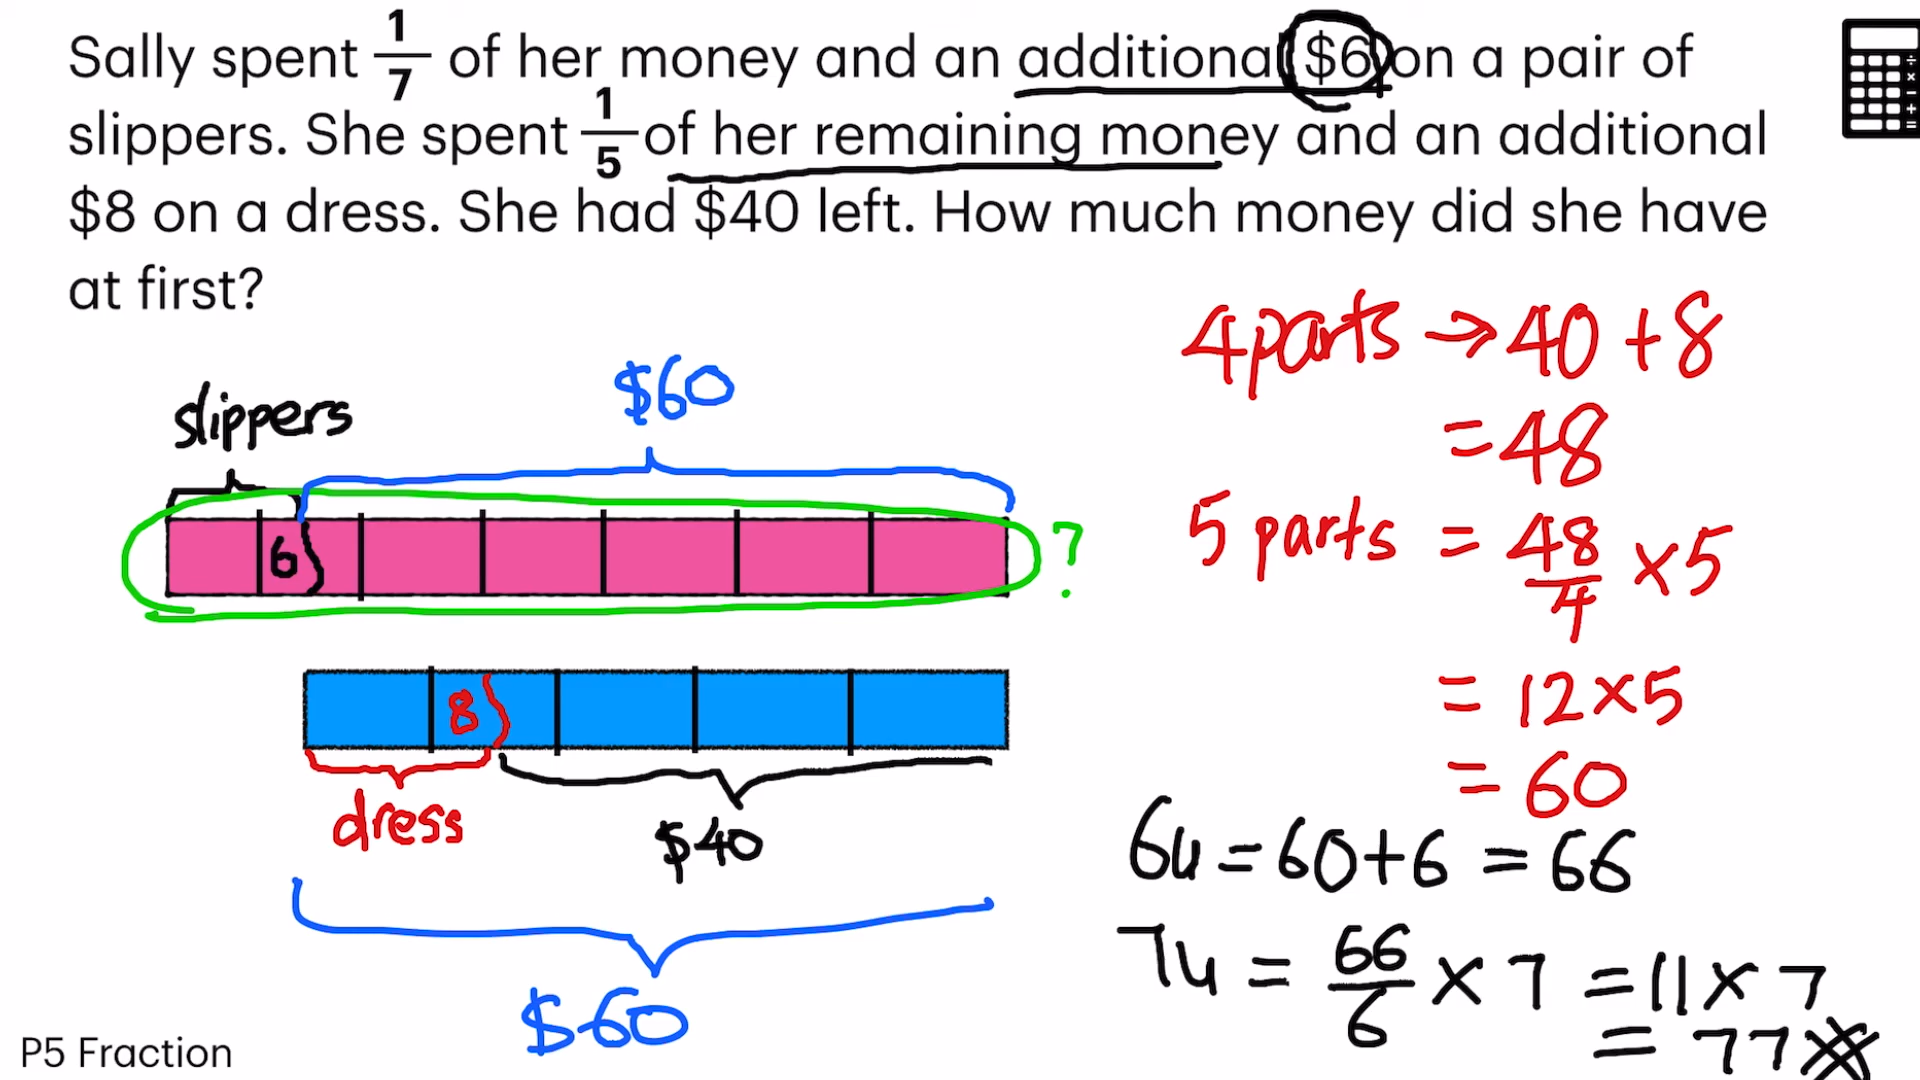 Sally spent 1/7 of her money and an additional $6 on a pair of
slippers. She spent 1/5 of her remaining money and an additional
$8 on a dress. She had $40 left. How much money did she have
at first?
slippers
$60
6
?
8
dress
$40
$60
4 parts → 40 + 8
= 48
5 parts = 48/4 × 5
= 12 × 5
= 60
6u = 60 + 6 = 66
7u = 66/6 × 7 = 11 × 7
= 77
P5 Fraction